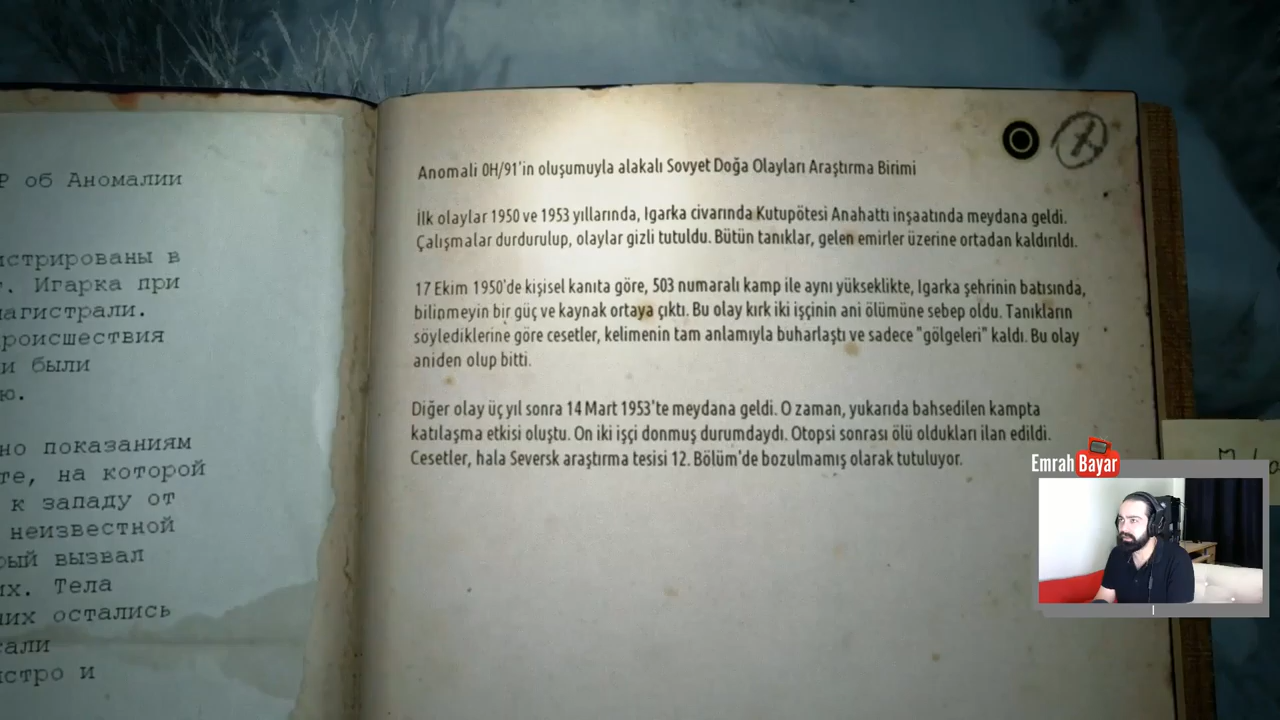 Р об Аномалии
истрированы в
. Игарка при
агистрали.
роисшествия
и были
ю.
но показаниям
те, на которой
к западу от
неизвестной
рый вызвал
их. Тела
них остались
тали
стро и
Anomali 0H/91'in oluşumuyla alakalı Sovyet Doğa Olayları Araştırma Birimi
İlk olaylar 1950 ve 1953 yıllarında, Igarka civarında Kutupötesi Anahattı inşaatında meydana geldi.
Çalışmalar durdurulup, olaylar gizli tutuldu. Bütün tanıklar, gelen emirler üzerine ortadan kaldırıldı.
17 Ekim 1950'de kişisel kanıta göre, 503 numaralı kamp ile aynı yükseklikte, Igarka şehrinin batısında,
bilinmeyin bir güç ve kaynak ortaya çıktı. Bu olay kırk iki işçinin ani ölümüne sebep oldu. Tanıkların
söylediklerine göre cesetler, kelimenin tam anlamıyla buharlaştı ve sadece "gölgeleri" kaldı. Bu olay
aniden olup bitti.
Diğer olay üç yıl sonra 14 Mart 1953'te meydana geldi. O zaman, yukarıda bahsedilen kampta
katılaşma etkisi oluştu. On iki işçi donmuş durumdaydı. Otopsi sonrası ölü oldukları ilan edildi.
Cesetler, hala Seversk araştırma tesisi 12. Bölüm'de bozulmamış olarak tutuluyor.
Emrah Bayar